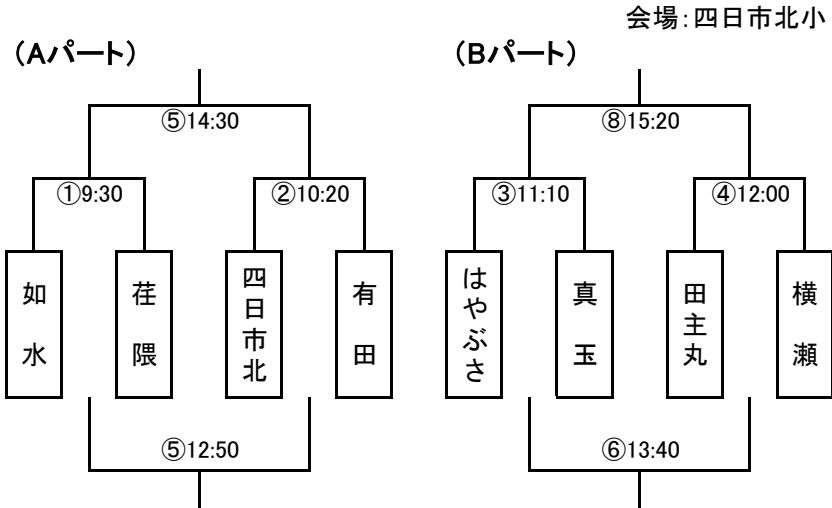 会場:四日市北小
(Aパート)
(Bパート)
⑤14:30
⑧15:20
①9:30
②10:20
③11:10
④12:00
如水
荏隈
四日市北
有田
はやぶさ
真玉
田主丸
横瀬
⑤12:50
⑥13:40